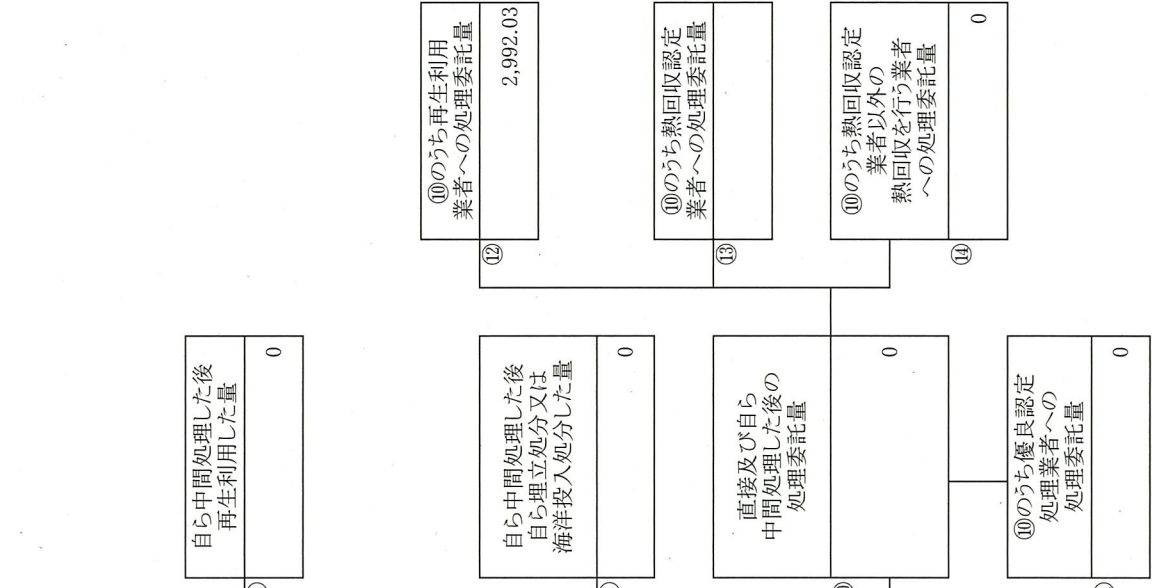 自ら中間処理した後
再生利用した量
0
自ら中間処理した後
自ら埋立処分又は
海洋投入処分した量
0
直接及び自ら
中間処理した後の
処理委託量
0
⑩のうち優良認定
処理業者への
処理委託量
0
⑩のうち再生利用
業者への処理委託量
2,992.03
⑫
⑩のうち熱回収認定
業者への処理委託量
⑬
⑩のうち熱回収認定
業者以外の
熱回収を行う業者
への処理委託量
0
⑭